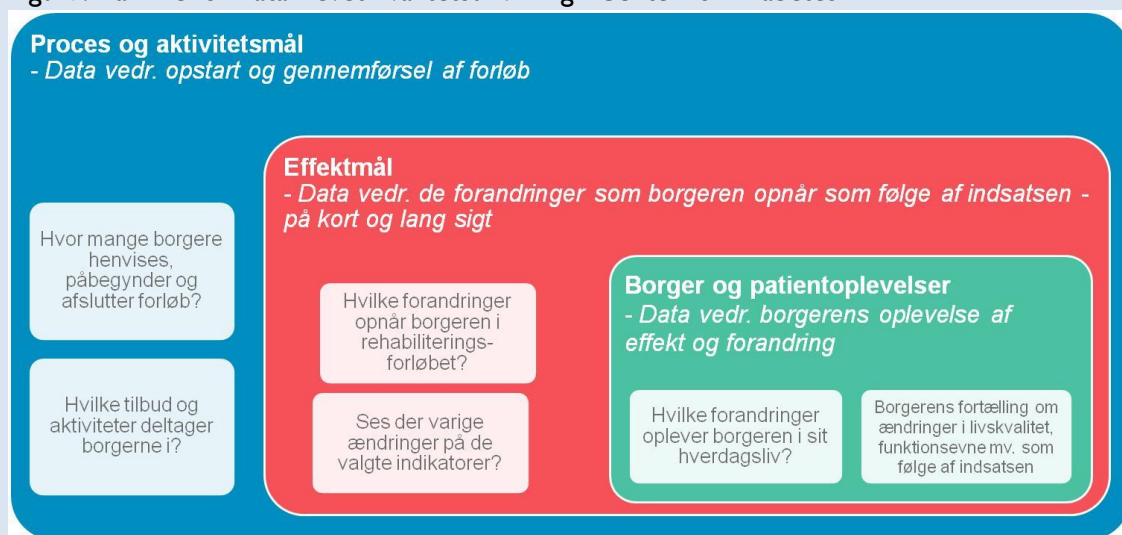 Proces og aktivitetsmål
- Data vedr. opstart og gennemførsel af forløb
Effektmål
- Data vedr. de forandringer som borgeren opnår som følge af indsatsen -
på kort og lang sigt
Hvor mange borgere
henvises,
påbegynder og
afslutter forløb?
Hvilke tilbud og
aktiviteter deltager
borgerne i?
Hvilke forandringer
opnår borgeren i
rehabiliterings-
forløbet?
Ses der varige
ændringer på de
valgte indikatorer?
Borger og patientoplevelser
- Data vedr. borgerens oplevelse af
effekt og forandring
Hvilke forandringer
oplever borgeren i sit
hverdagsliv?
Borgerens fortælling om
ændringer i livskvalitet,
funktionsevne mv. som
følge af indsatsen